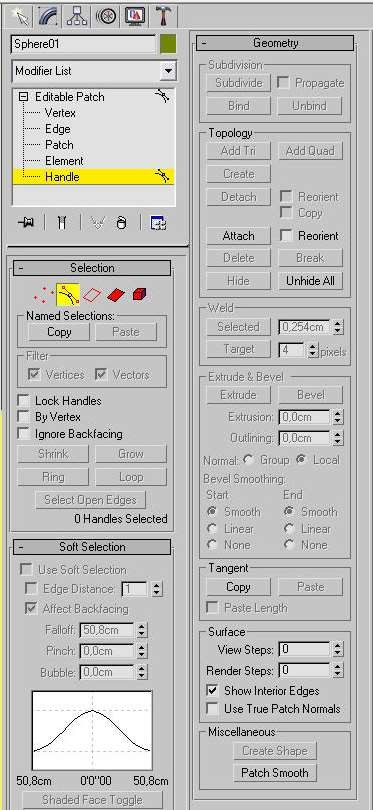 Sphere01
Modifier List
Editable Patch
Vertex
Edge
Patch
Element
Handle
- Selection
Named Selections:
Copy Paste
Filter
Vertices Vectors
Lock Handles
By Vertex
Ignore Backfacing
Shrink Grow
Ring Loop
Select Open Edges
0 Handles Selected
- Soft Selection
Use Soft Selection
Edge Distance: 1
Affect Backfacing
Falloff: 50,8cm
Pinch: 0,0cm
Bubble: 0,0cm
50,8cm 0'0"00 50,8cm
Shaded Face Toggle
- Geometry
Subdivision
Subdivide Propagate
Bind Unbind
Topology
Add Tri Add Quad
Create
Detach Reorient
Copy
Attach Reorient
Delete Break
Hide Unhide All
Weld
Selected 0,254cm
Target 4 pixels
Extrude & Bevel
Extrude Bevel
Extrusion: 0,0cm
Outlining: 0,0cm
Normal: Group Local
Bevel Smoothing:
Start End
Smooth Smooth
Linear Linear
None None
Tangent
Copy Paste
Paste Length
Surface
View Steps: 0
Render Steps: 0
Show Interior Edges
Use True Patch Normals
Miscellaneous
Create Shape
Patch Smooth